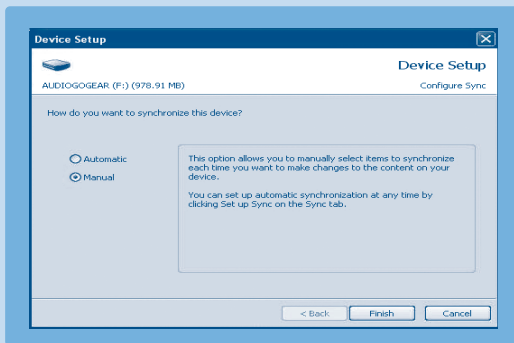 Device Setup
Device Setup
AUDIOGOGEAR (F:) (978.91 MB)
Configure Sync
How do you want to synchronize this device?
Automatic
Manual
This option allows you to manually select items to synchronize
each time you want to make changes to the content on your
device.
You can set up automatic synchronization at any time by
clicking Set up Sync on the Sync tab.
< Back
Finish
Cancel